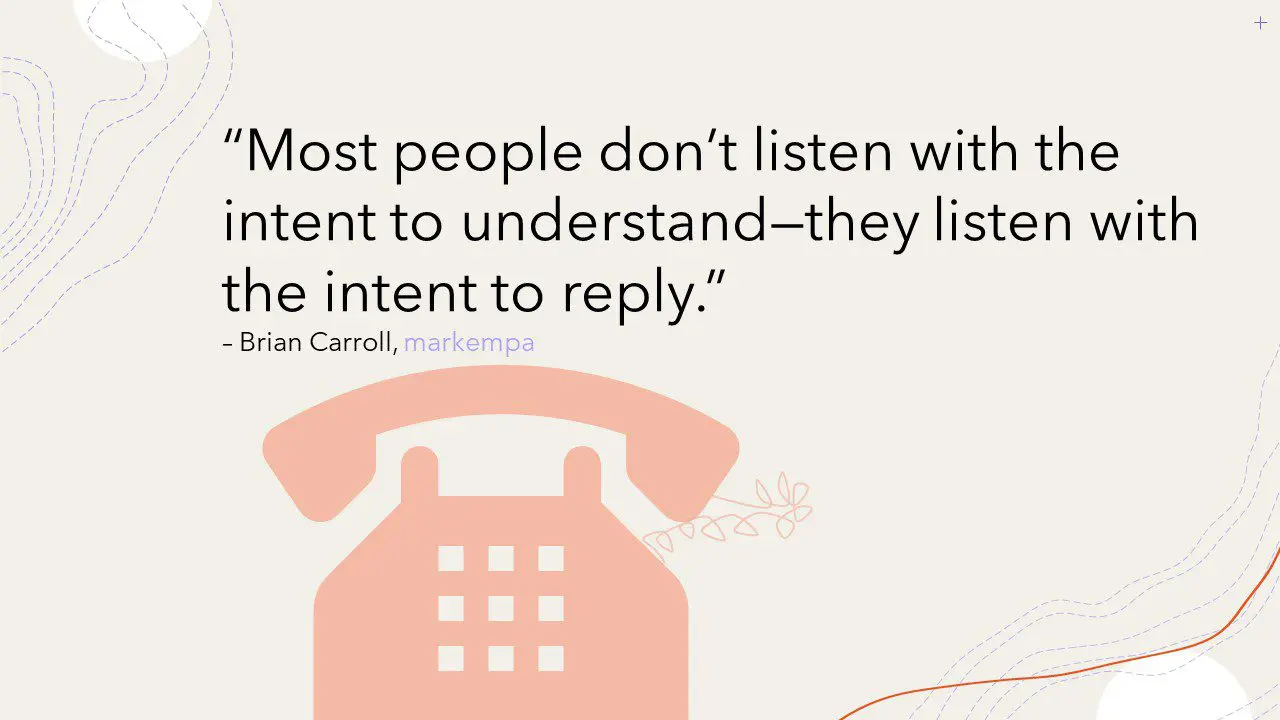 “Most people don’t listen with the
intent to understand—they listen with
the intent to reply.”
– Brian Carroll, markempa